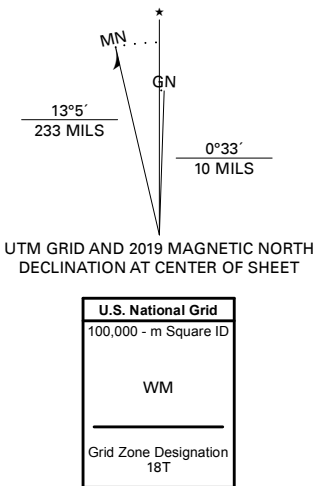 ★
MN
GN
13°5´
233 MILS
0°33´
10 MILS
UTM GRID AND 2019 MAGNETIC NORTH
DECLINATION AT CENTER OF SHEET
U.S. National Grid
100,000 - m Square ID
WM
Grid Zone Designation
18T